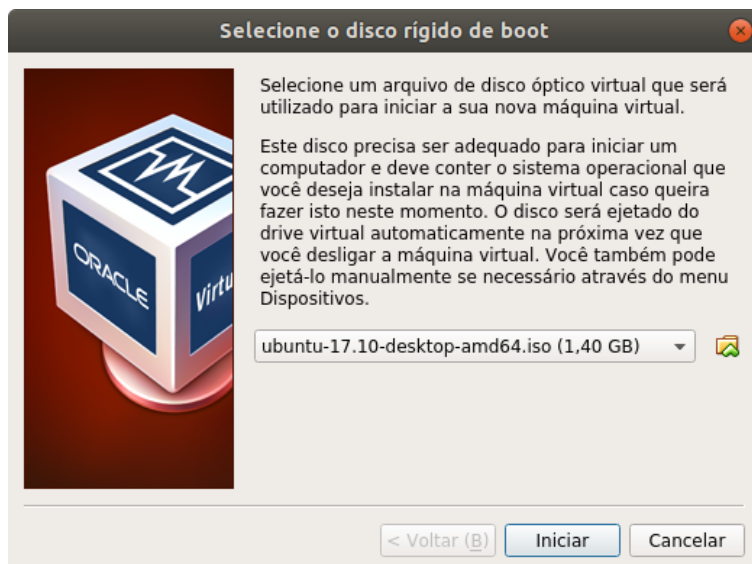 Selecione o disco rígido de boot
Selecione um arquivo de disco óptico virtual que será
utilizado para iniciar a sua nova máquina virtual.
Este disco precisa ser adequado para iniciar um
computador e deve conter o sistema operacional que
você deseja instalar na máquina virtual caso queira
fazer isto neste momento. O disco será ejetado do
drive virtual automaticamente na próxima vez que
você desligar a máquina virtual. Você também pode
ejetá-lo manualmente se necessário através do menu
Dispositivos.
ORACLE
Virtu
ubuntu-17.10-desktop-amd64.iso (1,40 GB)
< Voltar (B)
Iniciar
Cancelar